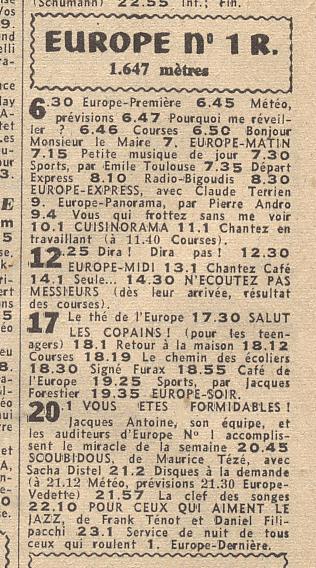 (Schumann) 22.55 Inf.; Fin.
EUROPE n° 1 R.
1.647 mètres
6.30 Europe-Première 6.45 Météo,
prévisions 6.47 Pourquoi me réveil-
ler ? 6.46 Courses 6.50 Bonjour
Monsieur le Maire 7. EUROPE-MATIN
7.15 Petite musique de jour 7.30
Sports, par Emile Toulouse 7.35 Départ
Express 8.10 Radio-Bigoudis 8.30
EUROPE-EXPRESS, avec Claude Terrien
9. Europe-Panorama, par Pierre Andro
9.4 Vous qui frottez sans me voir
10.1 CUISINORAMA 11.1 Chantez en
travaillant (à 11.40 Courses).
12.25 Dira ! Dira pas ! 12.30
EUROPE-MIDI 13.1 Chantez Café
14.1 Seule... 14.30 N'ECOUTEZ PAS
MESSIEURS (dès leur arrivée, résultat
des courses).
17 Le thé de l'Europe 17.30 SALUT
LES COPAINS ! (pour les teen-
agers) 18.1 Retour à la maison 18.12
Courses 18.19 Le chemin des écoliers
18.30 Signé Furax 18.55 Café de
l'Europe 19.25 Sports, par Jacques
Forestier 19.35 EUROPE-SOIR.
20.1 VOUS ETES FORMIDABLES !
Jacques Antoine, son équipe, et
les auditeurs d'Europe N° 1 accomplis-
sent le miracle de la semaine 20.45
SCOUBIDOUS, de Maurice Tézé, avec
Sacha Distel 21.2 Disques à la demande
(à 21.12 Météo, prévisions 21.30 Europe-
Vedette) 21.57 La clef des songes
22.10 POUR CEUX QUI AIMENT LE
JAZZ, de Frank Ténot et Daniel Fili-
pacchi 23.1 Service de nuit de tous
ceux qui roulent 1. Europe-Dernière.